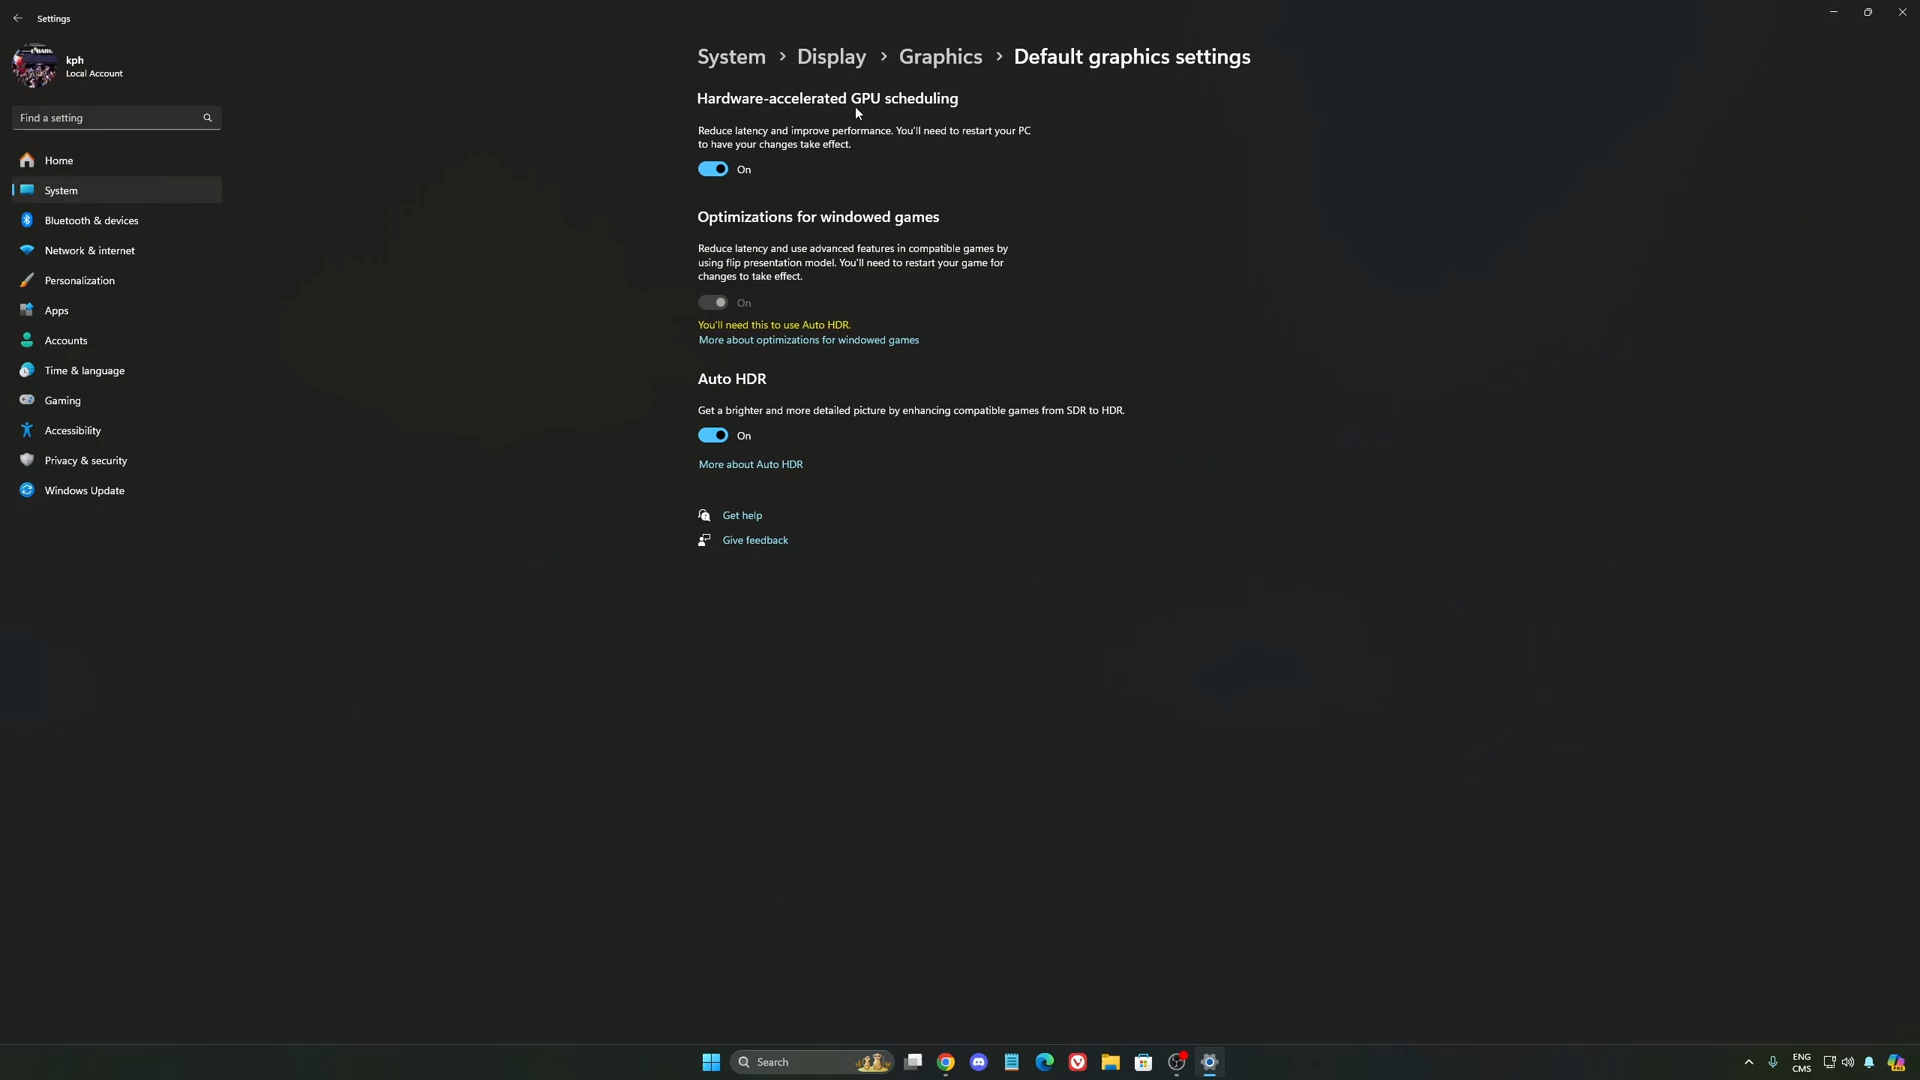 Settings
kph
Local Account
Find a setting
Home
System
Bluetooth & devices
Network & internet
Personalization
Apps
Accounts
Time & language
Gaming
Accessibility
Privacy & security
Windows Update
System > Display > Graphics > Default graphics settings
Hardware-accelerated GPU scheduling
Reduce latency and improve performance. You'll need to restart your PC
to have your changes take effect.
On
Optimizations for windowed games
Reduce latency and use advanced features in compatible games by
using flip presentation model. You'll need to restart your game for
changes to take effect.
On
You'll need this to use Auto HDR.
More about optimizations for windowed games
Auto HDR
Get a brighter and more detailed picture by enhancing compatible games from SDR to HDR.
On
More about Auto HDR
Get help
Give feedback
Search
ENG
CMS